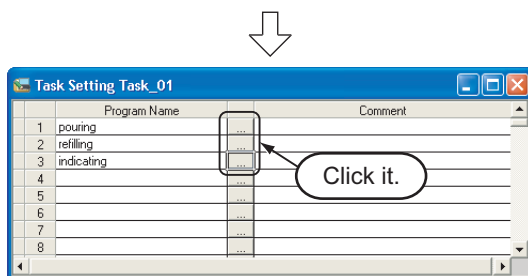 Task Setting Task_01
Program Name Comment
1 pouring ...
2 refilling ...
3 indicating ...
4 ...
5 ...
6 ...
7 ...
8 ...
Click it.